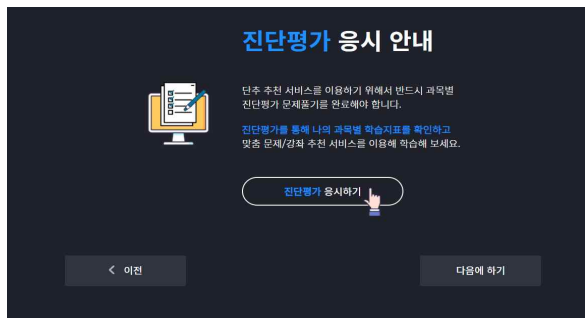 진단평가 응시 안내
단추 추천 서비스를 이용하기 위해서 반드시 과목별
진단평가 문제풀기를 완료해야 합니다.
진단평가를 통해 나의 과목별 학습지표를 확인하고
맞춤 문제/강좌 추천 서비스를 이용해 학습해 보세요.
진단평가 응시하기
이전
다음에 하기